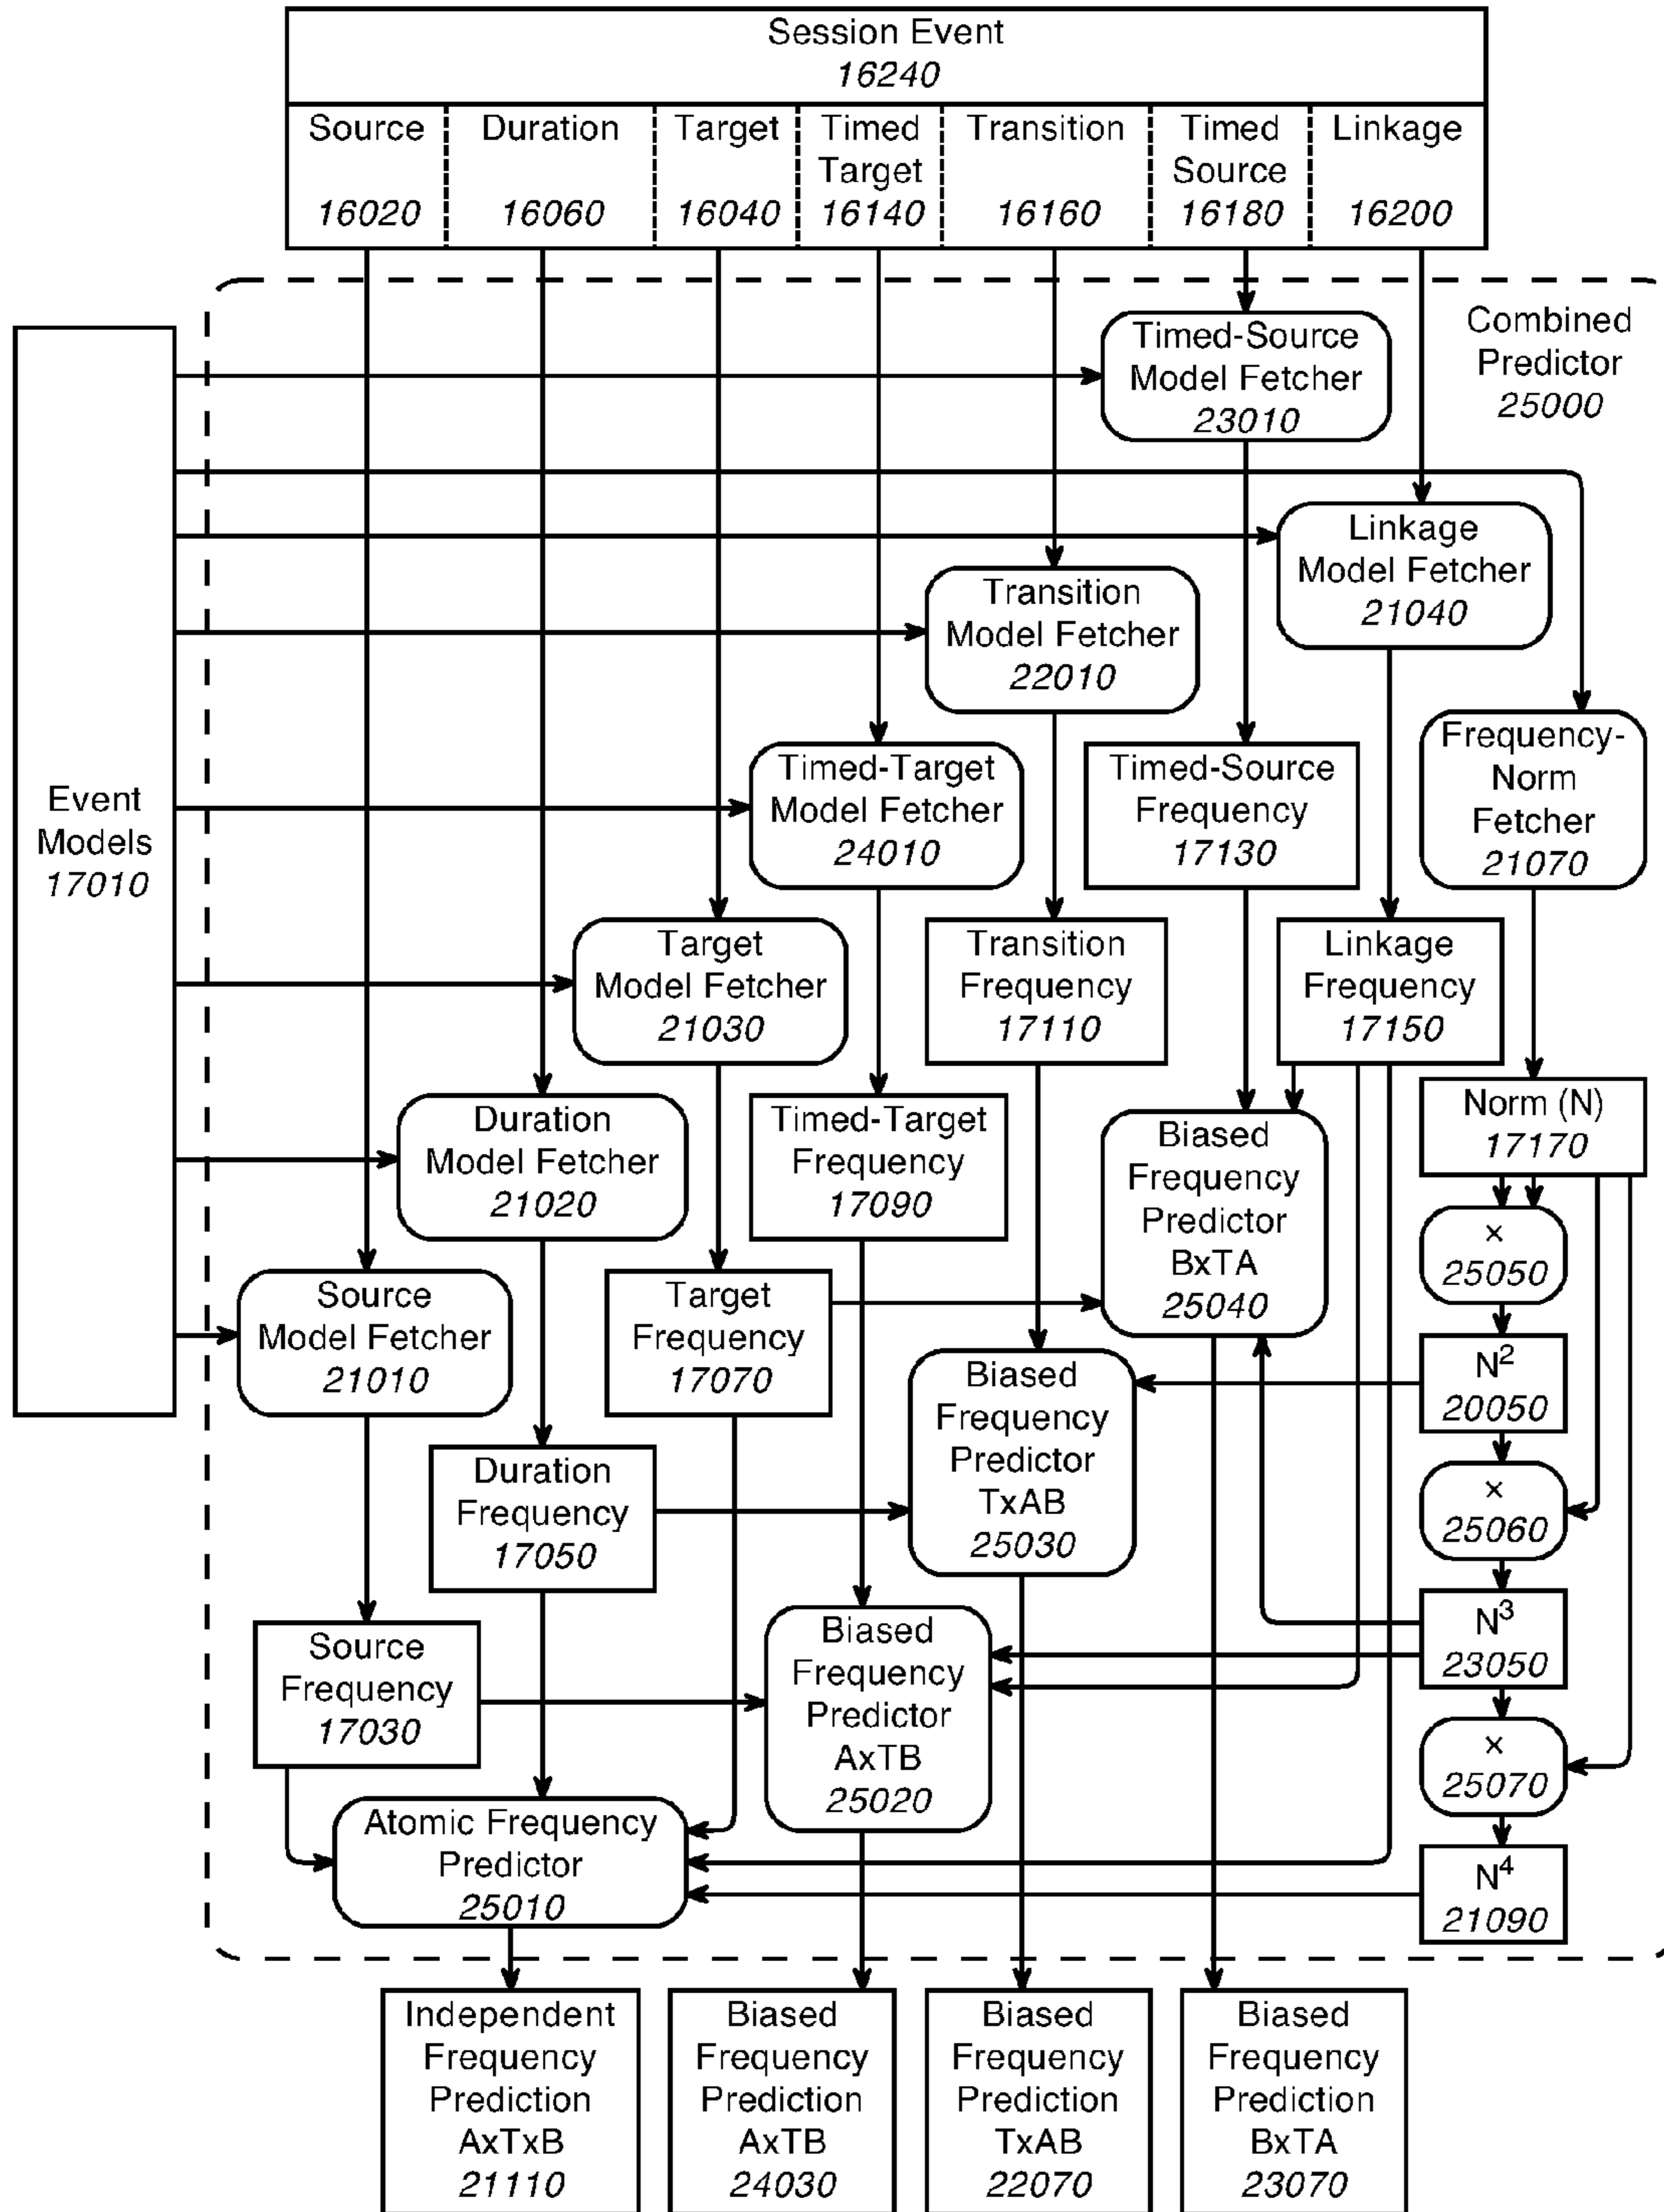 Session Event
16240
Source
16020
Duration
16060
Target
16040
Timed
Target
16140
Transition
16160
Timed
Source
16180
Linkage
16200
Combined
Predictor
25000
Timed-Source
Model Fetcher
23010
Linkage
Model Fetcher
21040
Transition
Model Fetcher
22010
Frequency-
Norm
Fetcher
21070
Timed-Target
Model Fetcher
24010
Timed-Source
Frequency
17130
Event
Models
17010
Target
Model Fetcher
21030
Transition
Frequency
17110
Linkage
Frequency
17150
Norm (N)
17170
Duration
Model Fetcher
21020
Timed-Target
Frequency
17090
Biased
Frequency
Predictor
BxTA
25040
×
25050
Source
Model Fetcher
21010
Target
Frequency
17070
N²
20050
Biased
Frequency
Predictor
TxAB
25030
Duration
Frequency
17050
×
25060
N³
23050
Source
Frequency
17030
Biased
Frequency
Predictor
AxTB
25020
×
25070
Atomic Frequency
Predictor
25010
N⁴
21090
Independent
Frequency
Prediction
AxTxB
21110
Biased
Frequency
Prediction
AxTB
24030
Biased
Frequency
Prediction
TxAB
22070
Biased
Frequency
Prediction
BxTA
23070